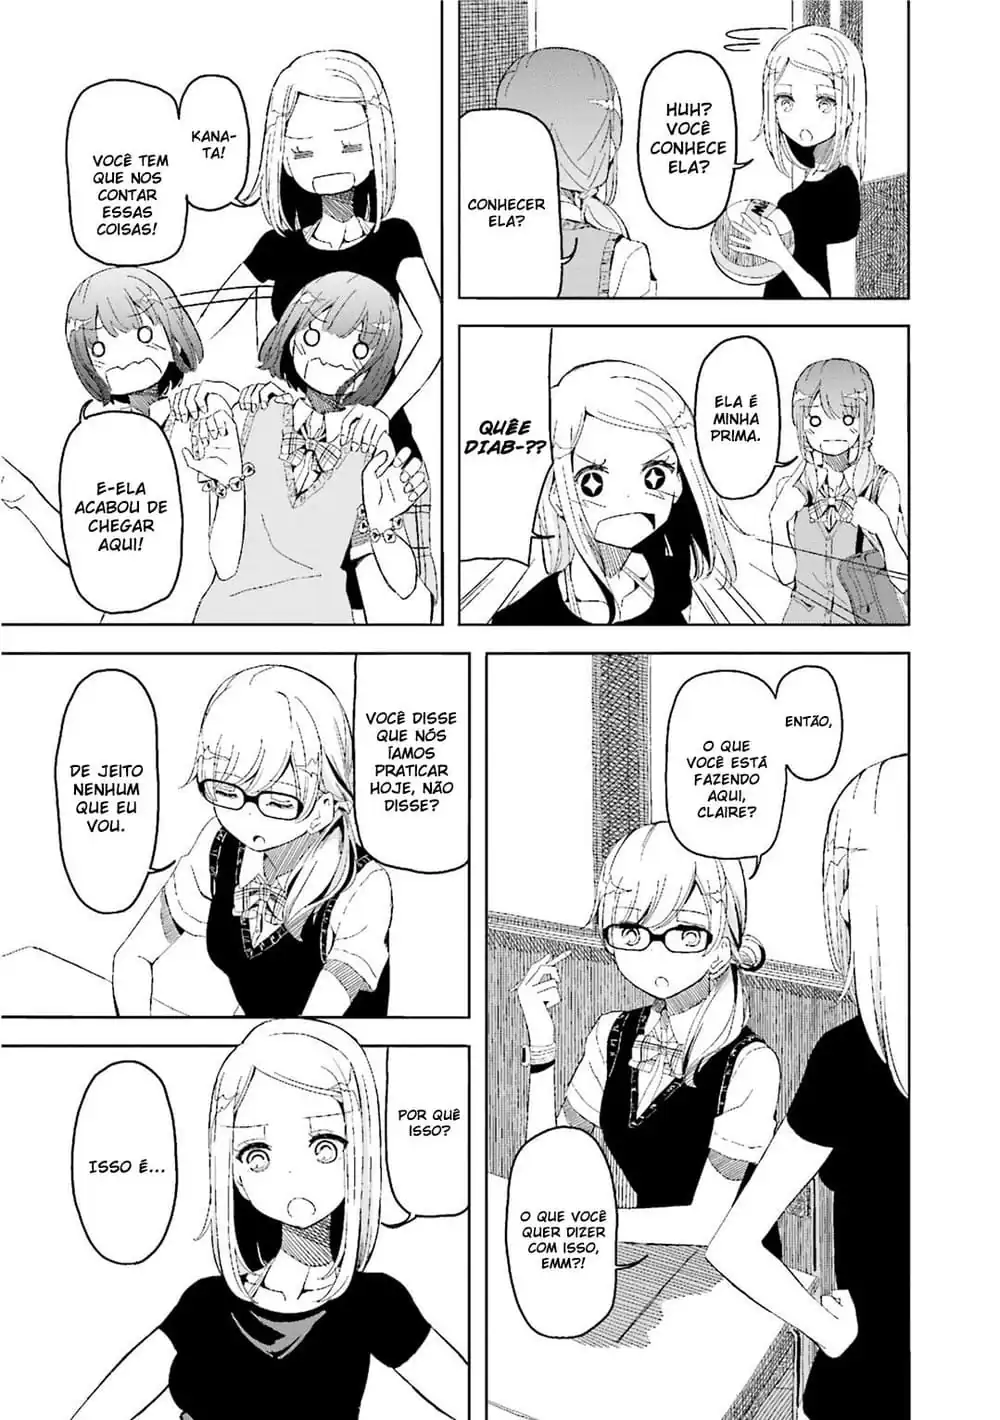 HUH?
VOCÊ
CONHECE
ELA?
CONHECER
ELA?
ELA É
MINHA
PRIMA.
QUÊE
DIAB-??
KANA-
TA!
VOCÊ TEM
QUE NOS
CONTAR
ESSAS
COISAS!
E-ELA
ACABOU DE
CHEGAR
AQUI!
ENTÃO,
O QUE
VOCÊ ESTÁ
FAZENDO
AQUI,
CLAIRE?
O QUE VOCÊ
QUER DIZER
COM ISSO,
EMM?!
VOCÊ DISSE
QUE NÓS
ÍAMOS
PRATICAR
HOJE, NÃO
DISSE?
DE JEITO
NENHUM
QUE EU
VOU.
POR QUÊ
ISSO?
ISSO É...